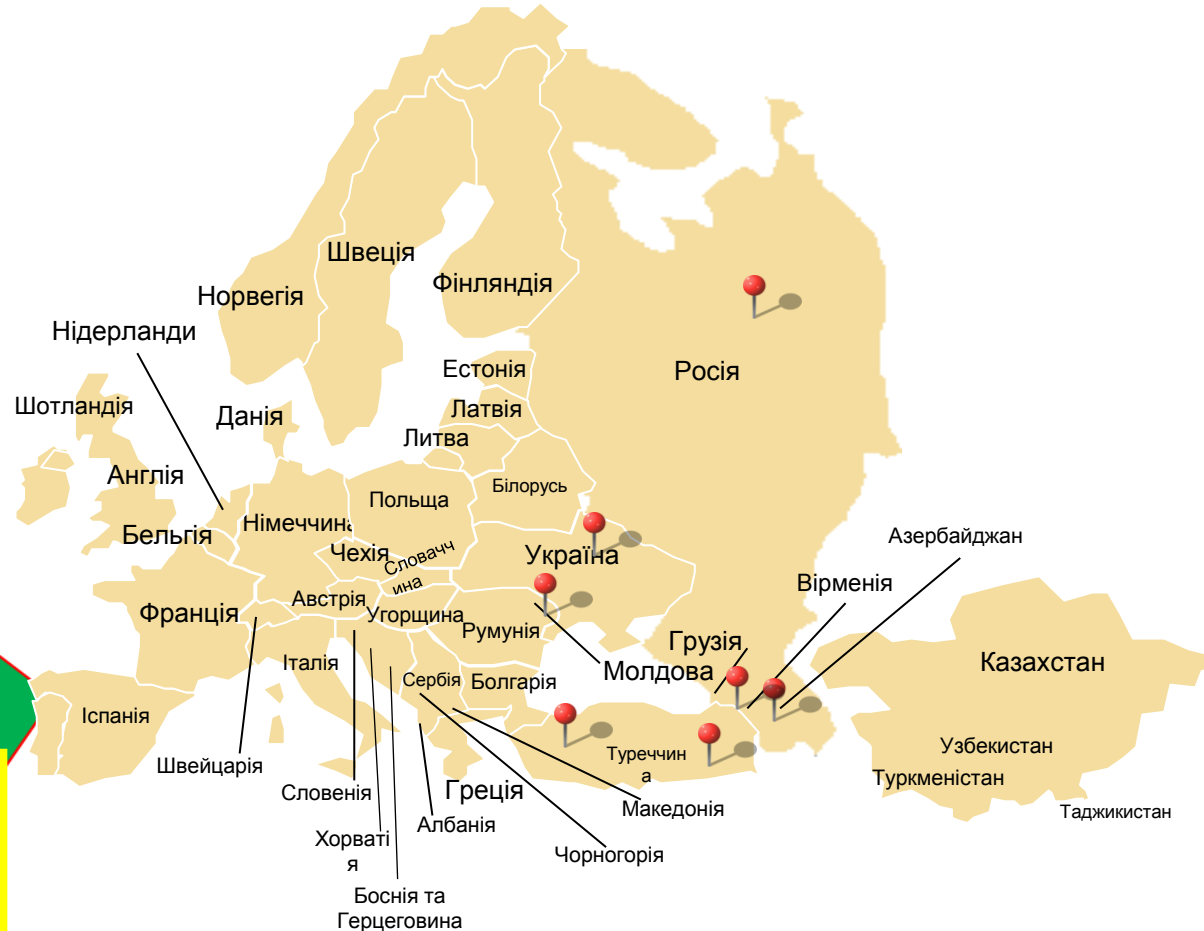 Швеція
Фінляндія
Норвегія
Нідерланди
Естонія
Росія
Шотландія
Данія
Латвія
Литва
Англія
Польща
Білорусь
Бельгія
Німеччина
Азербайджан
Чехія
Словачч
ина
Україна
Вірменія
Австрія
Франція
Угорщина
Румунія
Грузія
Молдова
Італія
Казахстан
Сербія
Болгарія
Іспанія
Узбекистан
Туреччин
а
Швейцарія
Туркменістан
Словенія
Греція
Македонія
Таджикистан
Албанія
Хорваті
я
Чорногорія
Боснія та
Герцеговина